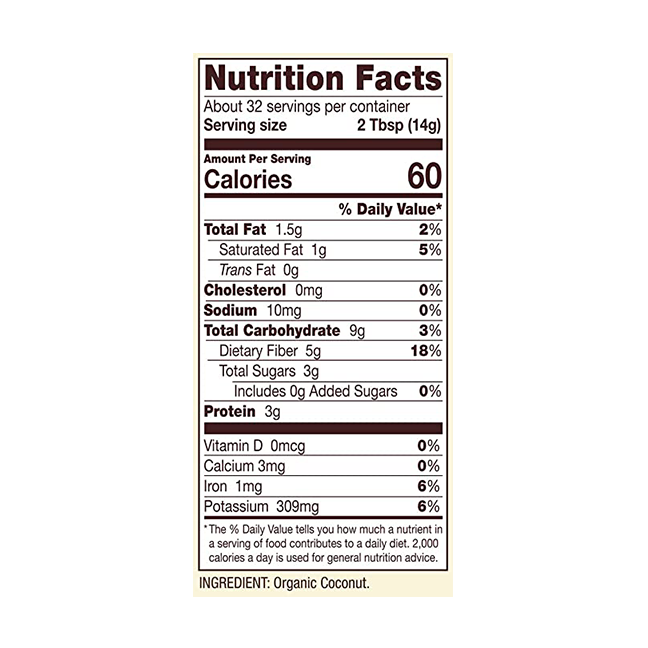 Nutrition Facts
About 32 servings per container
Serving size 2 Tbsp (14g)
Amount Per Serving
Calories 60
% Daily Value*
Total Fat 1.5g 2%
Saturated Fat 1g 5%
Trans Fat 0g
Cholesterol 0mg 0%
Sodium 10mg 0%
Total Carbohydrate 9g 3%
Dietary Fiber 5g 18%
Total Sugars 3g
Includes 0g Added Sugars 0%
Protein 3g
Vitamin D 0mcg 0%
Calcium 3mg 0%
Iron 1mg 6%
Potassium 309mg 6%
*The % Daily Value tells you how much a nutrient in
a serving of food contributes to a daily diet. 2,000
calories a day is used for general nutrition advice.
INGREDIENT: Organic Coconut.